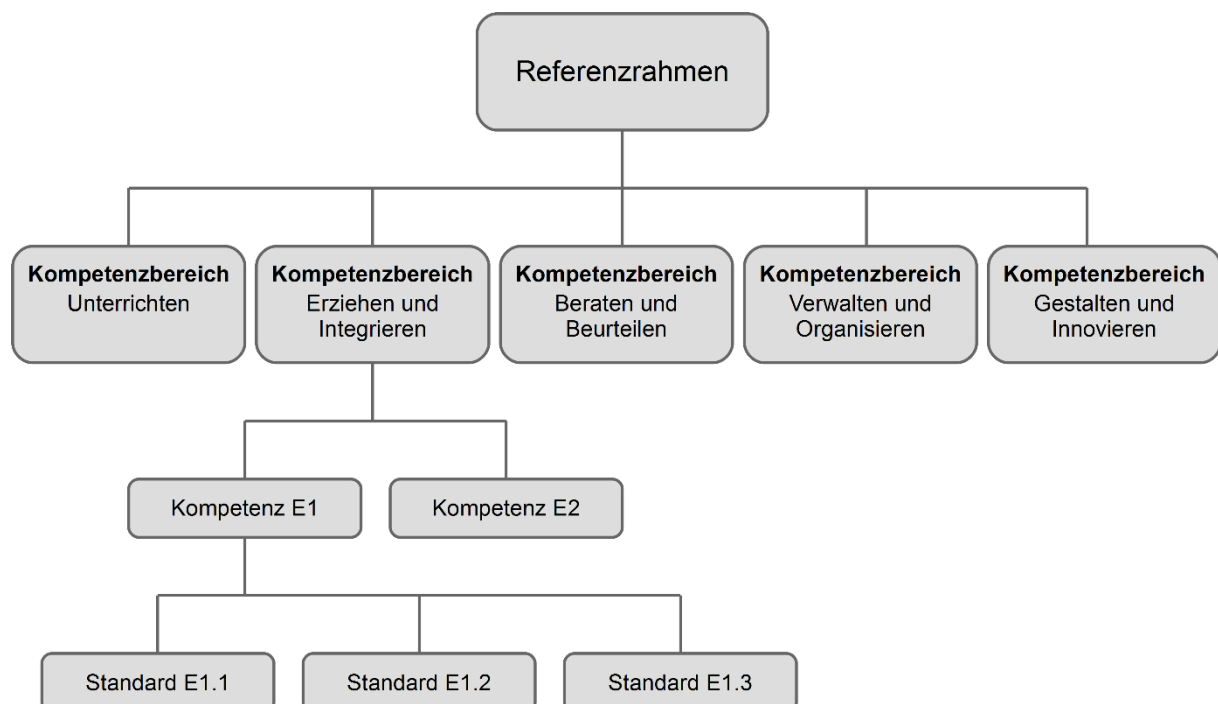 Referenzrahmen
Kompetenzbereich
Unterrichten
Kompetenzbereich
Erziehen und
Integrieren
Kompetenzbereich
Beraten und
Beurteilen
Kompetenzbereich
Verwalten und
Organisieren
Kompetenzbereich
Gestalten und
Innovieren
Kompetenz E1
Kompetenz E2
Standard E1.1
Standard E1.2
Standard E1.3